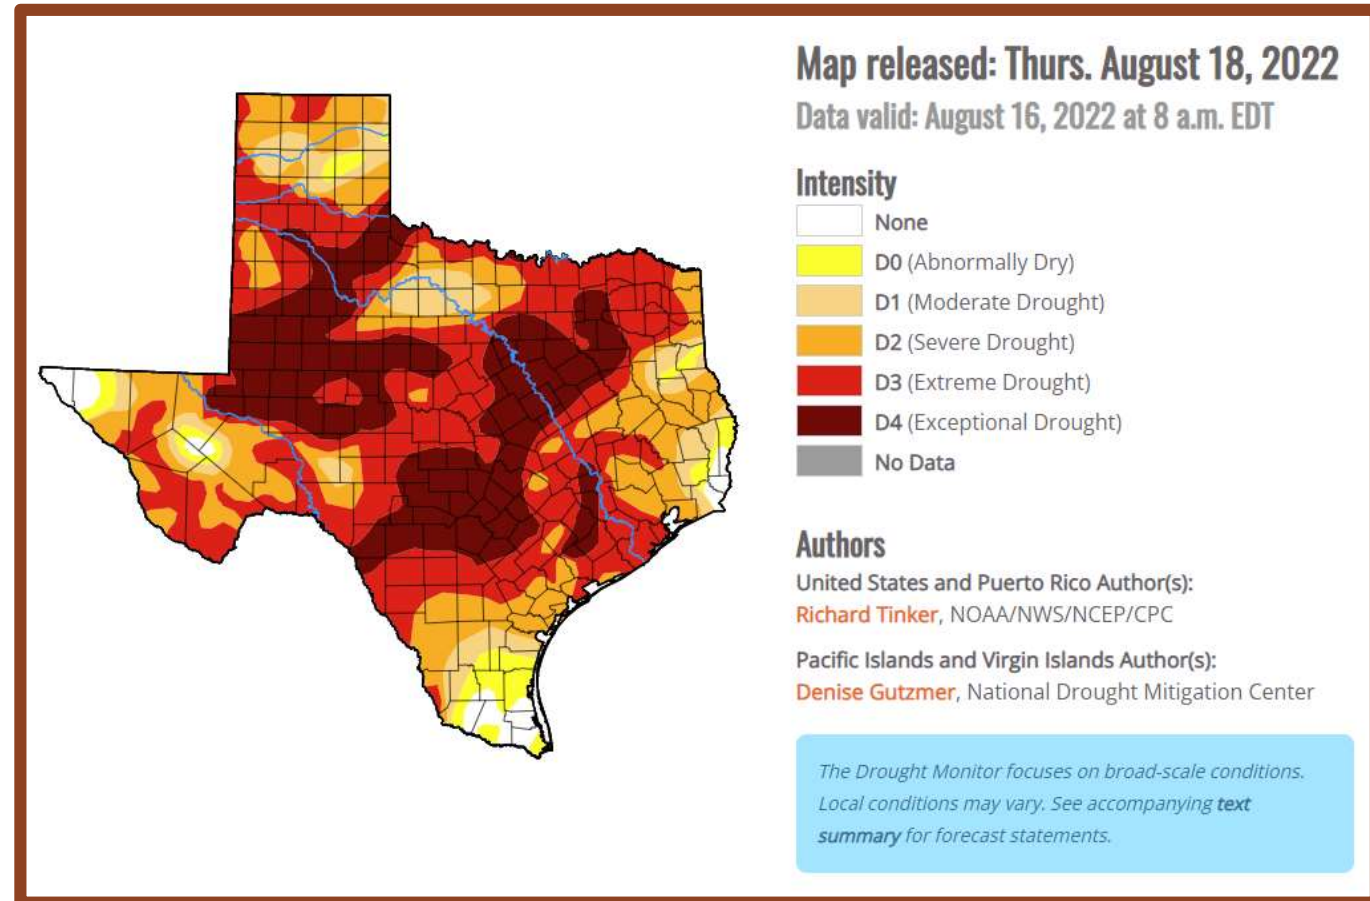 Map released: Thurs. August 18, 2022
Data valid: August 16, 2022 at 8 a.m. EDT
Intensity
None
D0 (Abnormally Dry)
D1 (Moderate Drought)
D2 (Severe Drought)
D3 (Extreme Drought)
D4 (Exceptional Drought)
No Data
Authors
United States and Puerto Rico Author(s):
Richard Tinker, NOAA/NWS/NCEP/CPC
Pacific Islands and Virgin Islands Author(s):
Denise Gutzmer, National Drought Mitigation Center
The Drought Monitor focuses on broad-scale conditions.
Local conditions may vary. See accompanying text
summary for forecast statements.